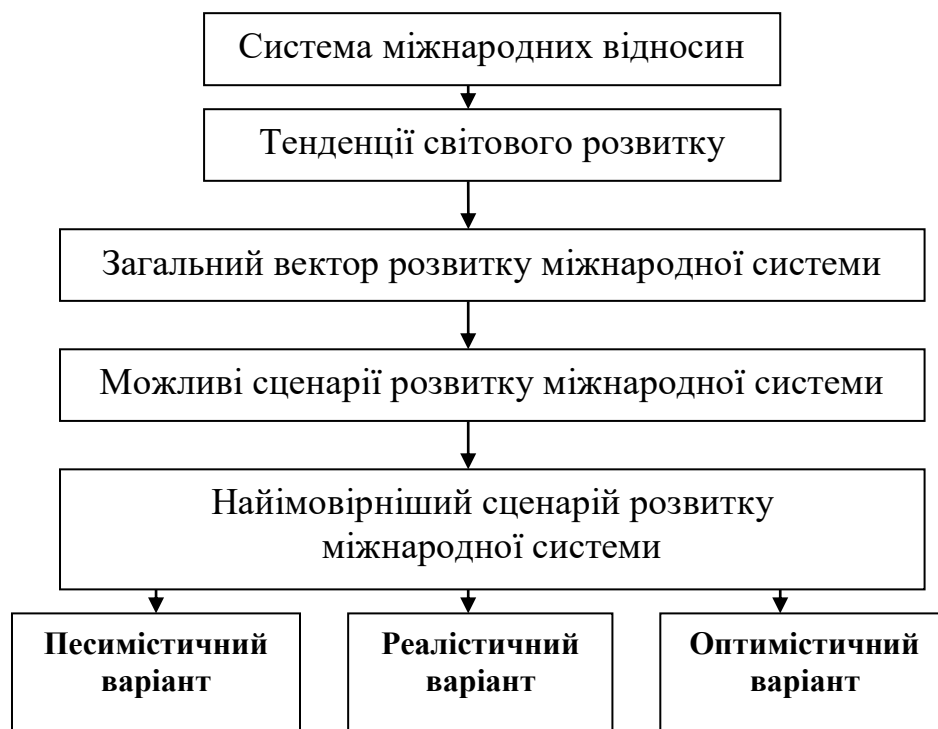 Система міжнародних відносин
Тенденції світового розвитку
Загальний вектор розвитку міжнародної системи
Можливі сценарії розвитку міжнародної системи
Найімовірніший сценарій розвитку
міжнародної системи
Песимістичний
варіант
Реалістичний
варіант
Оптимістичний
варіант